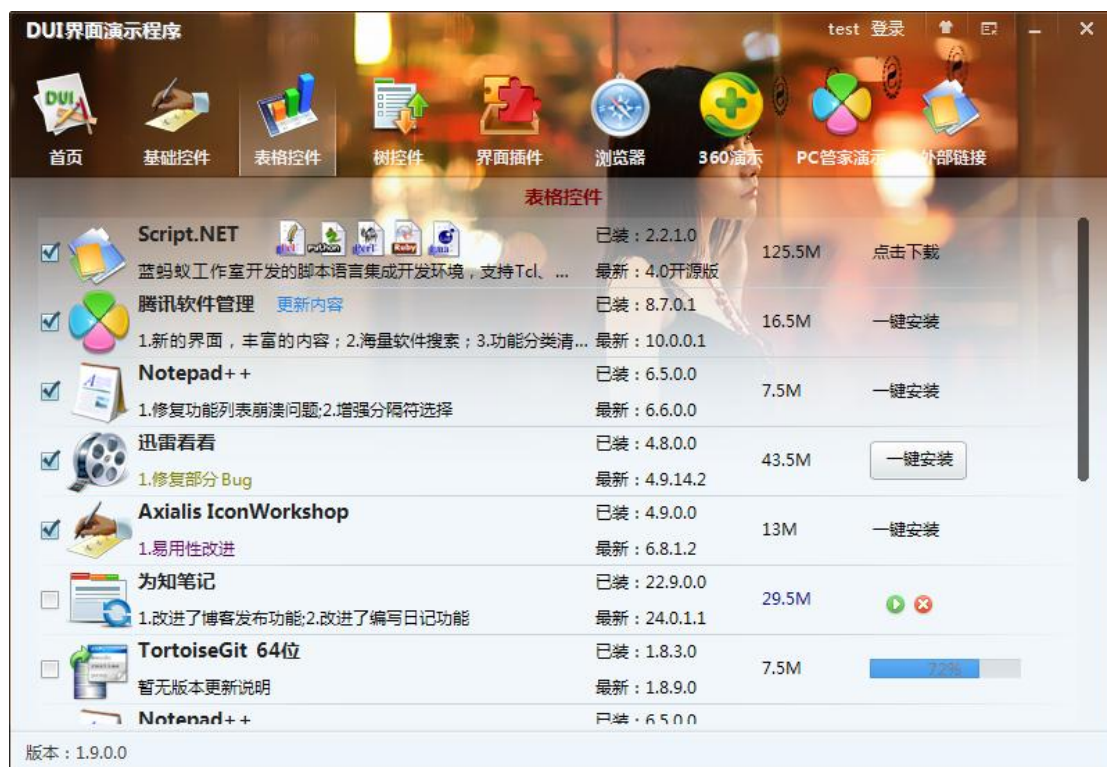 DUI界面演示程序
test 登录
DUI
首页 基础控件 表格控件 树控件 界面插件 浏览器 360演示 PC管家演示 外部链接
表格控件
Script.NET
已装：2.2.1.0
125.5M 点击下载
蓝蚂蚁工作室开发的脚本语言集成开发环境，支持Tcl、...
最新：4.0开源版
腾讯软件管理 更新内容
已装：8.7.0.1
16.5M 一键安装
1.新的界面，丰富的内容；2.海量软件搜素；3.功能分类清...
最新：10.0.0.1
Notepad++
已装：6.5.0.0
7.5M 一键安装
1.修复功能列表崩溃问题;2.增强分隔符选择
最新：6.6.0.0
迅雷看看
已装：4.8.0.0
43.5M 一键安装
1.修复部分Bug
最新：4.9.14.2
Axialis IconWorkshop
已装：4.9.0.0
13M 一键安装
1.易用性改进
最新：6.8.1.2
为知笔记
已装：22.9.0.0
29.5M
1.改进了博客发布功能;2.改进了编写日记功能
最新：24.0.1.1
TortoiseGit 64位
已装：1.8.3.0
7.5M 72%
暂无版本更新说明
最新：1.8.9.0
Notepad++
已装：6.5.0.0
版本：1.9.0.0